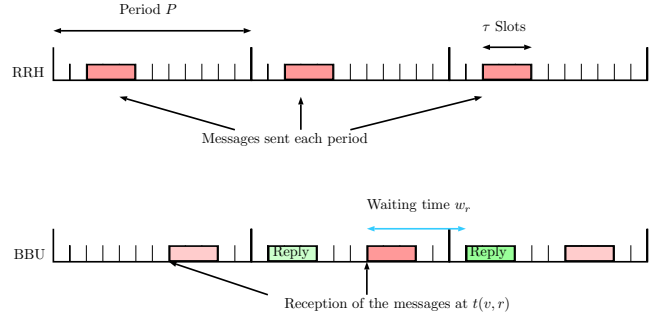 Period P
τ Slots
RRH
Messages sent each period
Waiting time w_r
BBU
Reply
Reply
Reception of the messages at t(v, r)